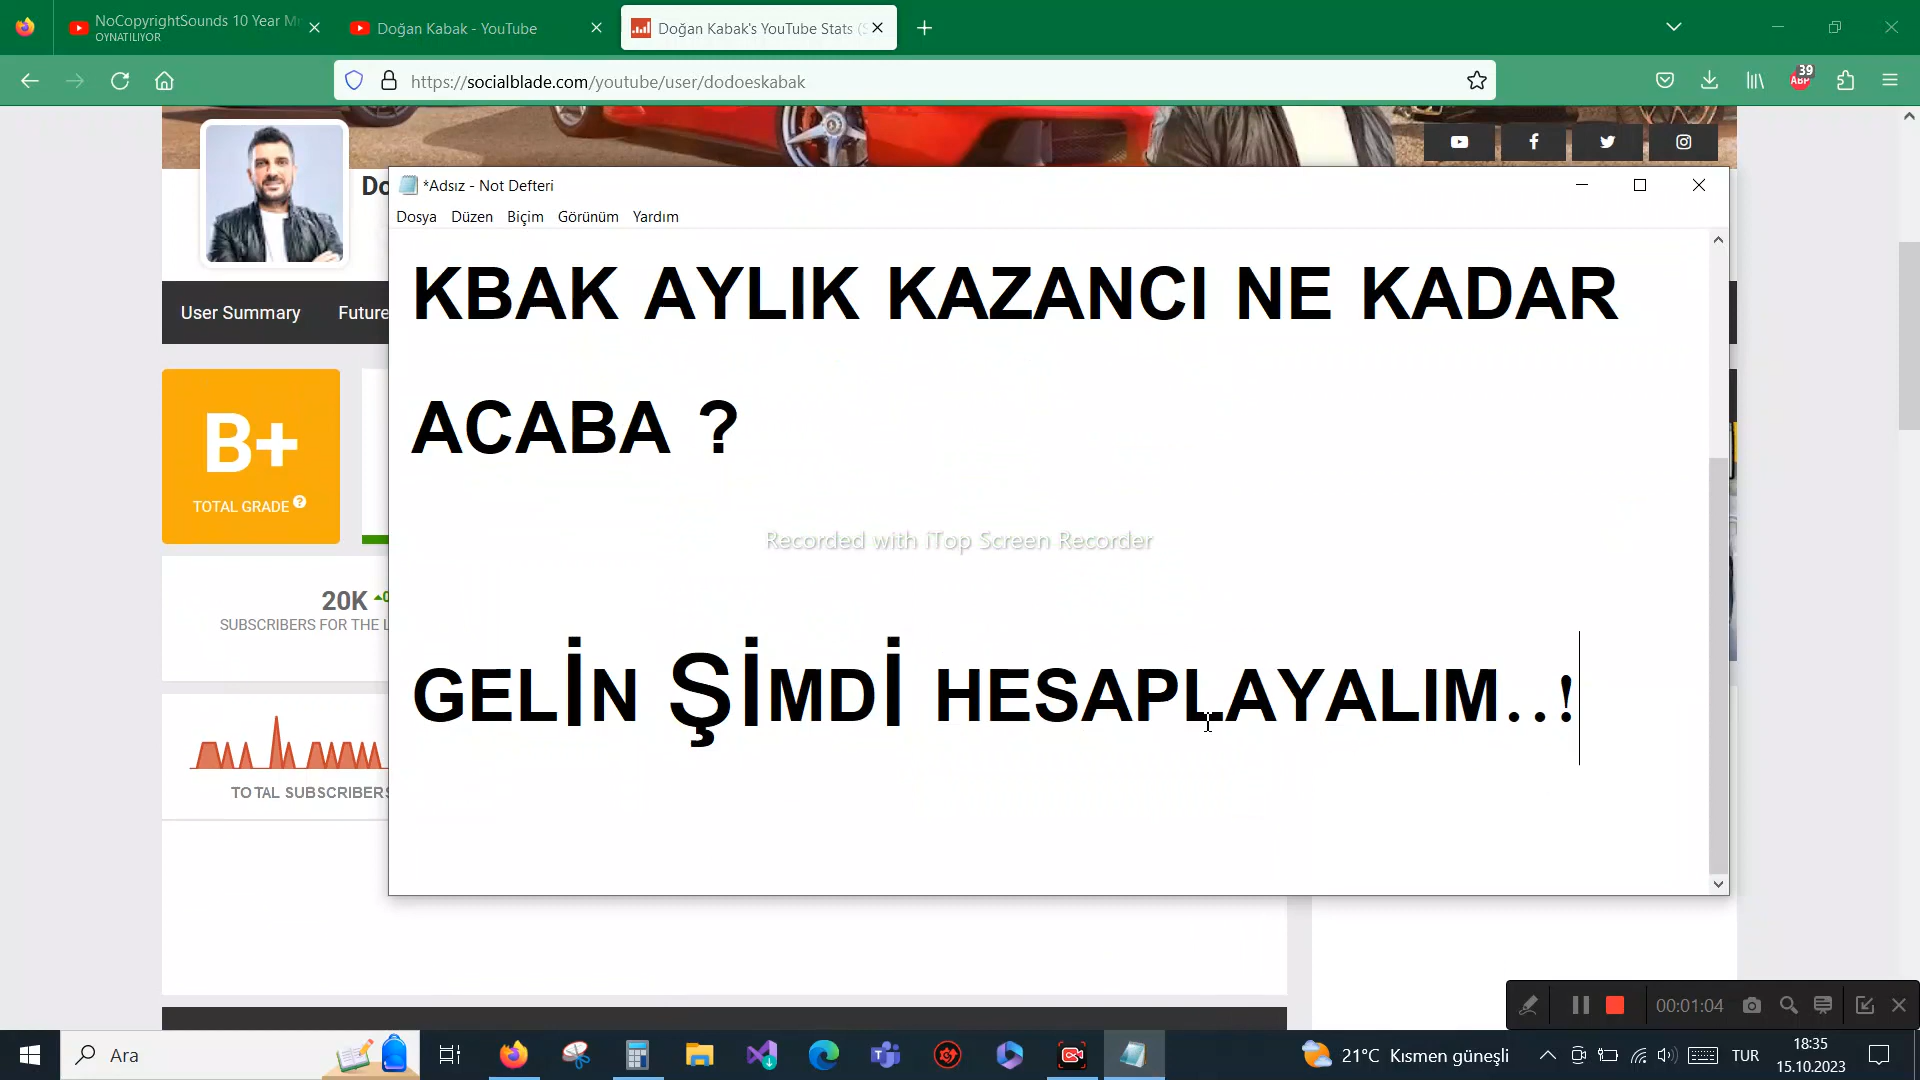 NoCopyrightSounds 10 Year M
OYNATILIYOR
Doğan Kabak - YouTube
Doğan Kabak's YouTube Stats (S
https://socialblade.com/youtube/user/dodoeskabak
39
ABP
Do
*Adsız - Not Defteri
Dosya Düzen Biçim Görünüm Yardım
User Summary Future
KBAK AYLIK KAZANCI NE KADAR
ACABA ?
B+
TOTAL GRADE ?
Recorded with iTop Screen Recorder
20K
SUBSCRIBERS FOR THE L
GELİN ŞİMDİ HESAPLAYALIM..!
TOTAL SUBSCRIBERS
00:01:04
Ara
21°C Kısmen güneşli
TUR
18:35
15.10.2023